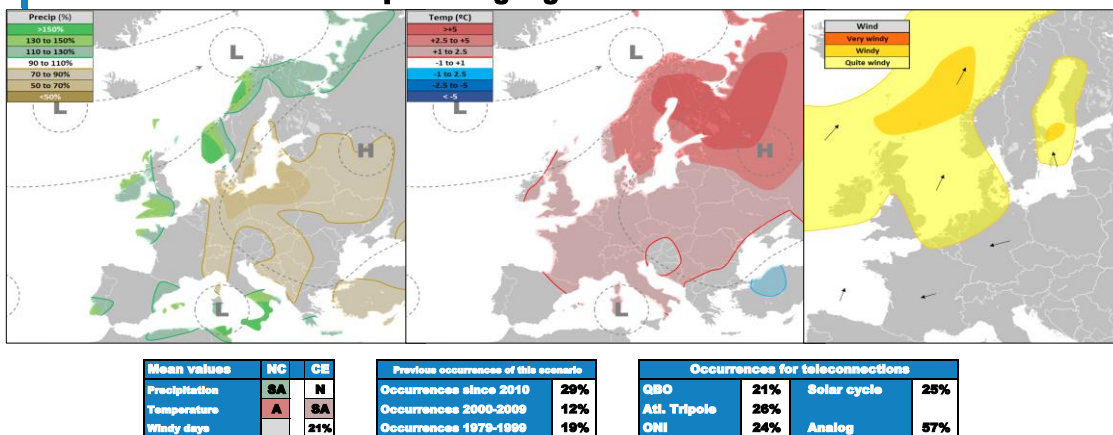 Precip (%)
>150%
130 to 150%
110 to 130%
90 to 110%
70 to 90%
50 to 70%
<50%
L
L
H
L
Temp (ºC)
>+5
+2.5 to +5
+1 to 2.5
-1 to +1
-1 to 2.5
-2.5 to -5
< -5
L
H
L
Wind
Very windy
Windy
Quite windy
Mean values NC CE
Precipitation SA N
Temperature A SA
Windy days 21%
Previous occurrences of this scenario
Occurrences since 2010 29%
Occurrences 2000-2009 12%
Occurrences 1979-1999 19%
Occurrences for teleconnections
QBO 21% Solar cycle 25%
Atl. Tripole 26%
ONI 24% Analog 57%